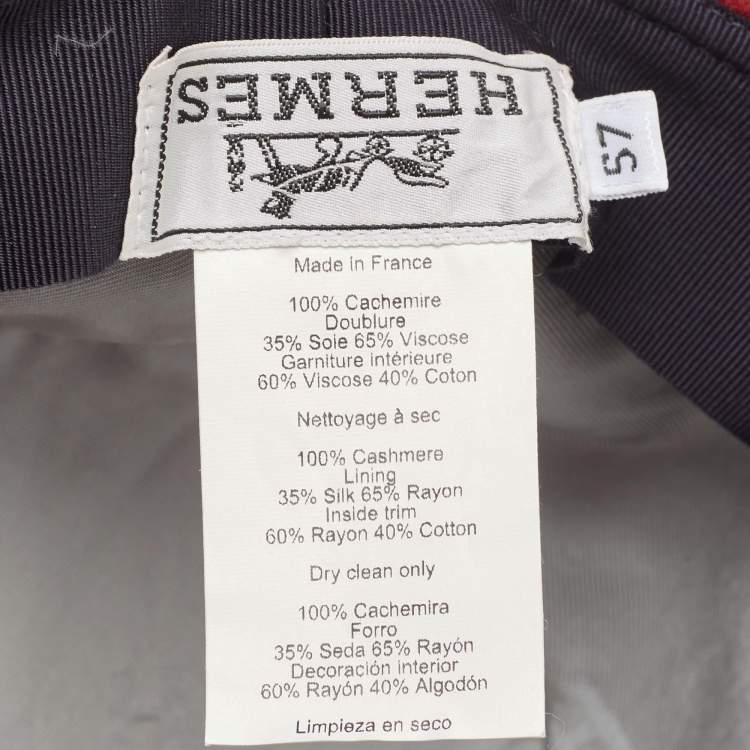 HERMES
57
Made in France
100% Cachemire
Doublure
35% Soie 65% Viscose
Garniture intérieure
60% Viscose 40% Coton
Nettoyage à sec
100% Cashmere
Lining
35% Silk 65% Rayon
Inside trim
60% Rayon 40% Cotton
Dry clean only
100% Cachemira
Forro
35% Seda 65% Rayón
Decoración interior
60% Rayón 40% Algodón
Limpieza en seco